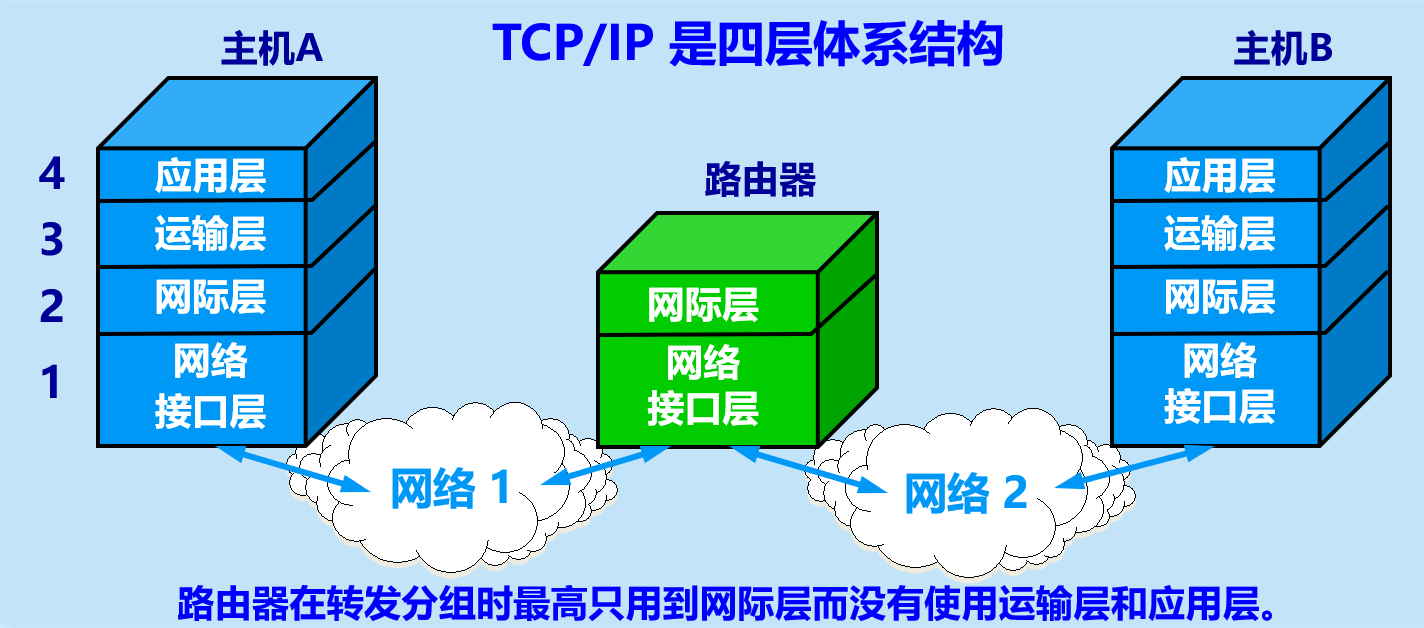 TCP/IP 是四层体系结构
主机A
主机B
路由器
4
应用层
3
运输层
2
网际层
1
网络
接口层
网际层
网络
接口层
应用层
运输层
网际层
网络
接口层
网络 1
网络 2
路由器在转发分组时最高只用到网际层而没有使用运输层和应用层。